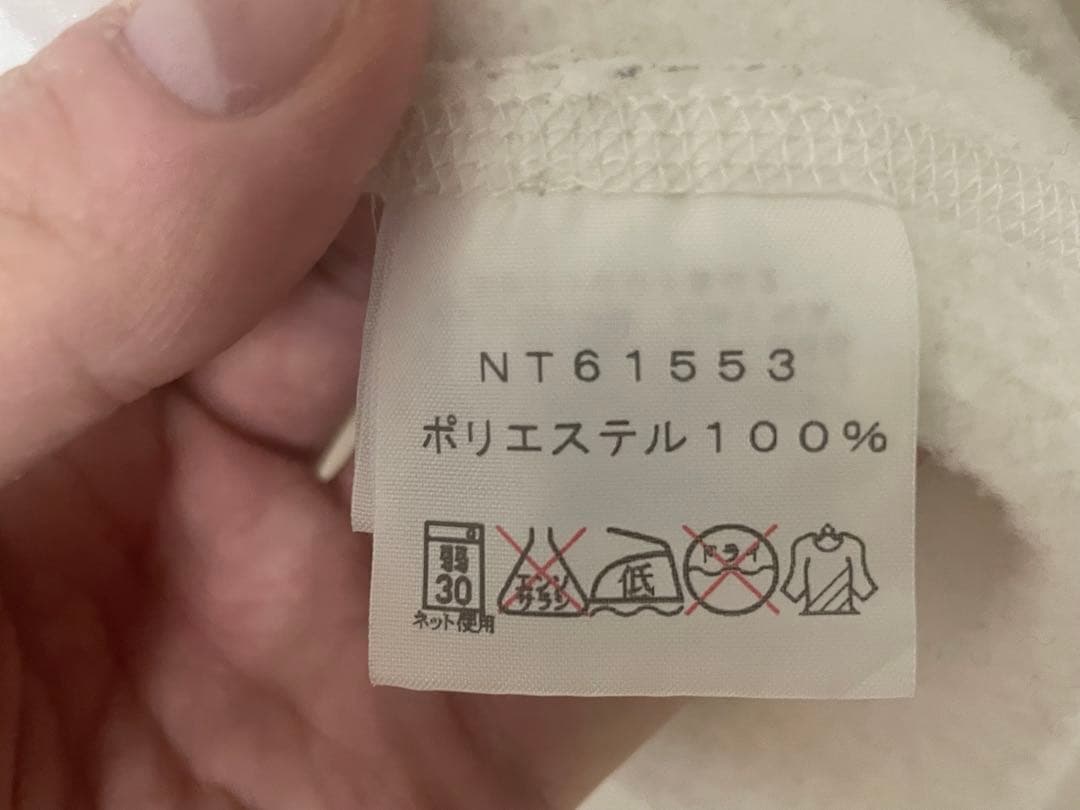 NT61553
ポリエステル100%
弱
30
ネット使用
エンソ
サラシ
低
ドライ